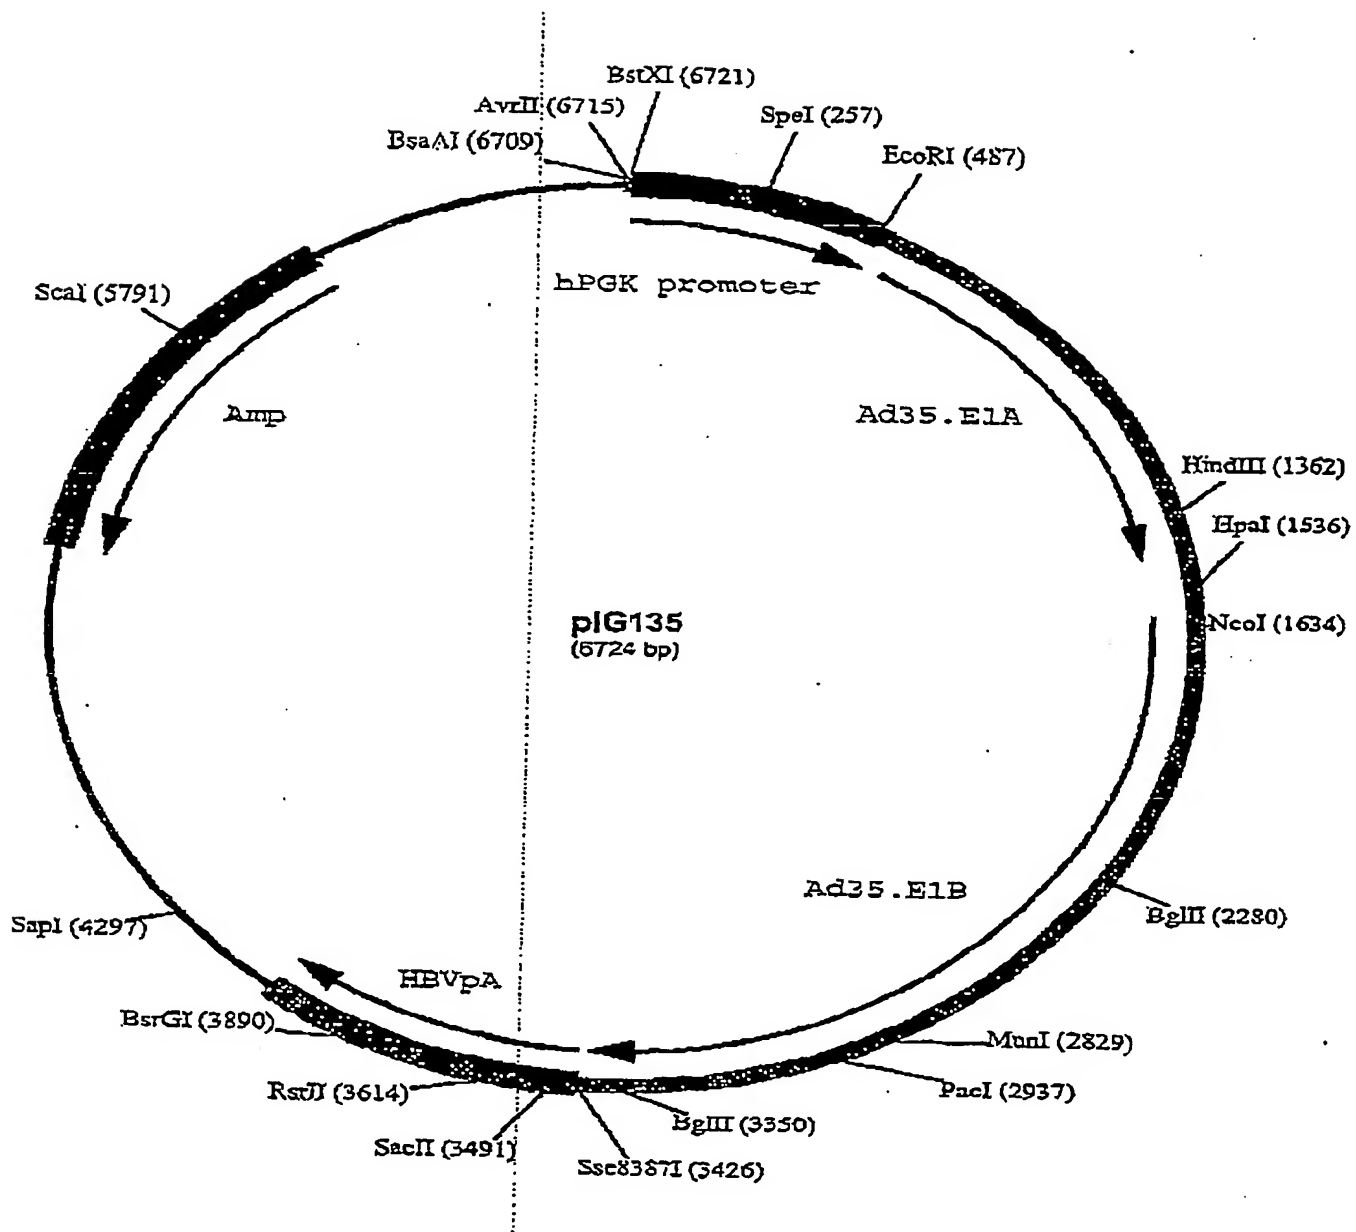 BstXI (6721)
AvrII (6715)
SpeI (257)
BsaAI (6709)
EcoRI (487)
hPGK promoter
ScaI (5791)
Amp
Ad35.E1A
HindIII (1362)
HpaI (1536)
pIG135
(6724 bp)
NcoI (1634)
Ad35.E1B
BglII (2280)
SapI (4297)
HBVpA
BsrGI (3890)
MunI (2829)
RsrII (3614)
PacI (2937)
BglII (3350)
SacII (3491)
Sse8387I (3426)